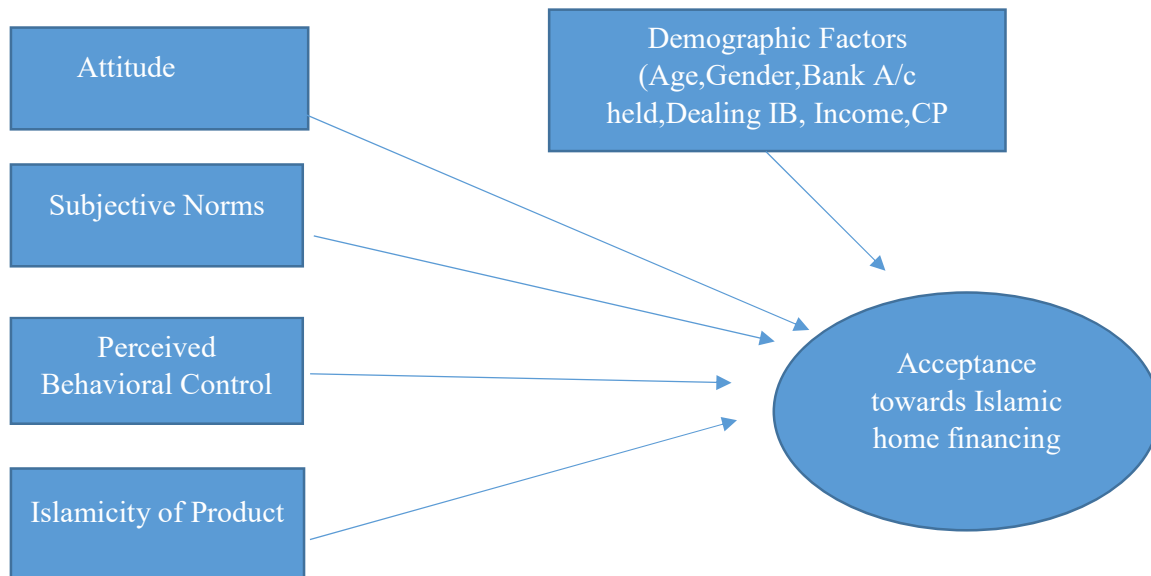 Attitude
Demographic Factors
(Age,Gender,Bank A/c
held,Dealing IB, Income,CP
Subjective Norms
Perceived
Behavioral Control
Acceptance
towards Islamic
home financing
Islamicity of Product